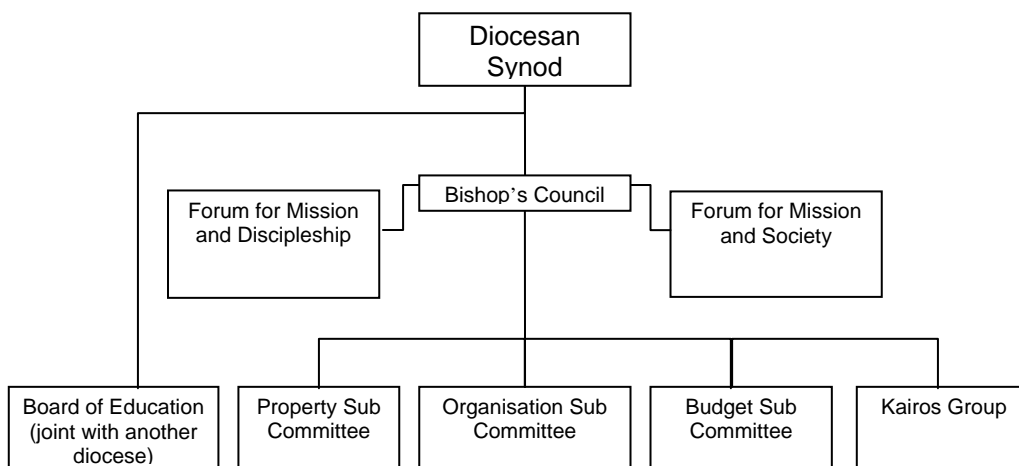 Diocesan
Synod
Bishop's Council
Forum for Mission
and Discipleship
Forum for Mission
and Society
Board of Education
(joint with another
diocese)
Property Sub
Committee
Organisation Sub
Committee
Budget Sub
Committee
Kairos Group